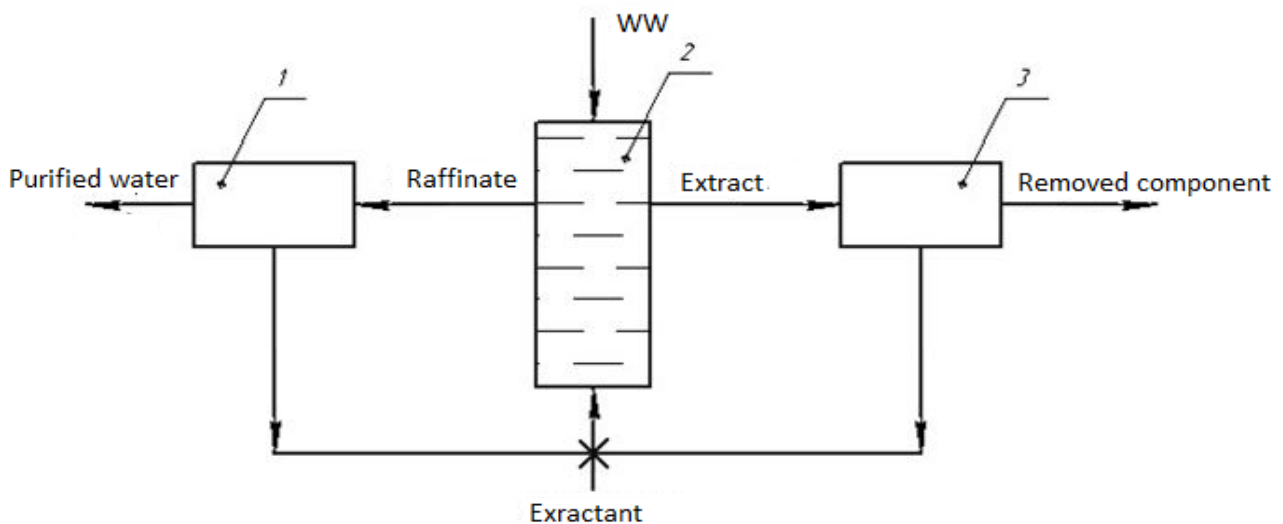 WW
1
2
3
Purified water
Raffinate
Extract
Removed component
Exractant